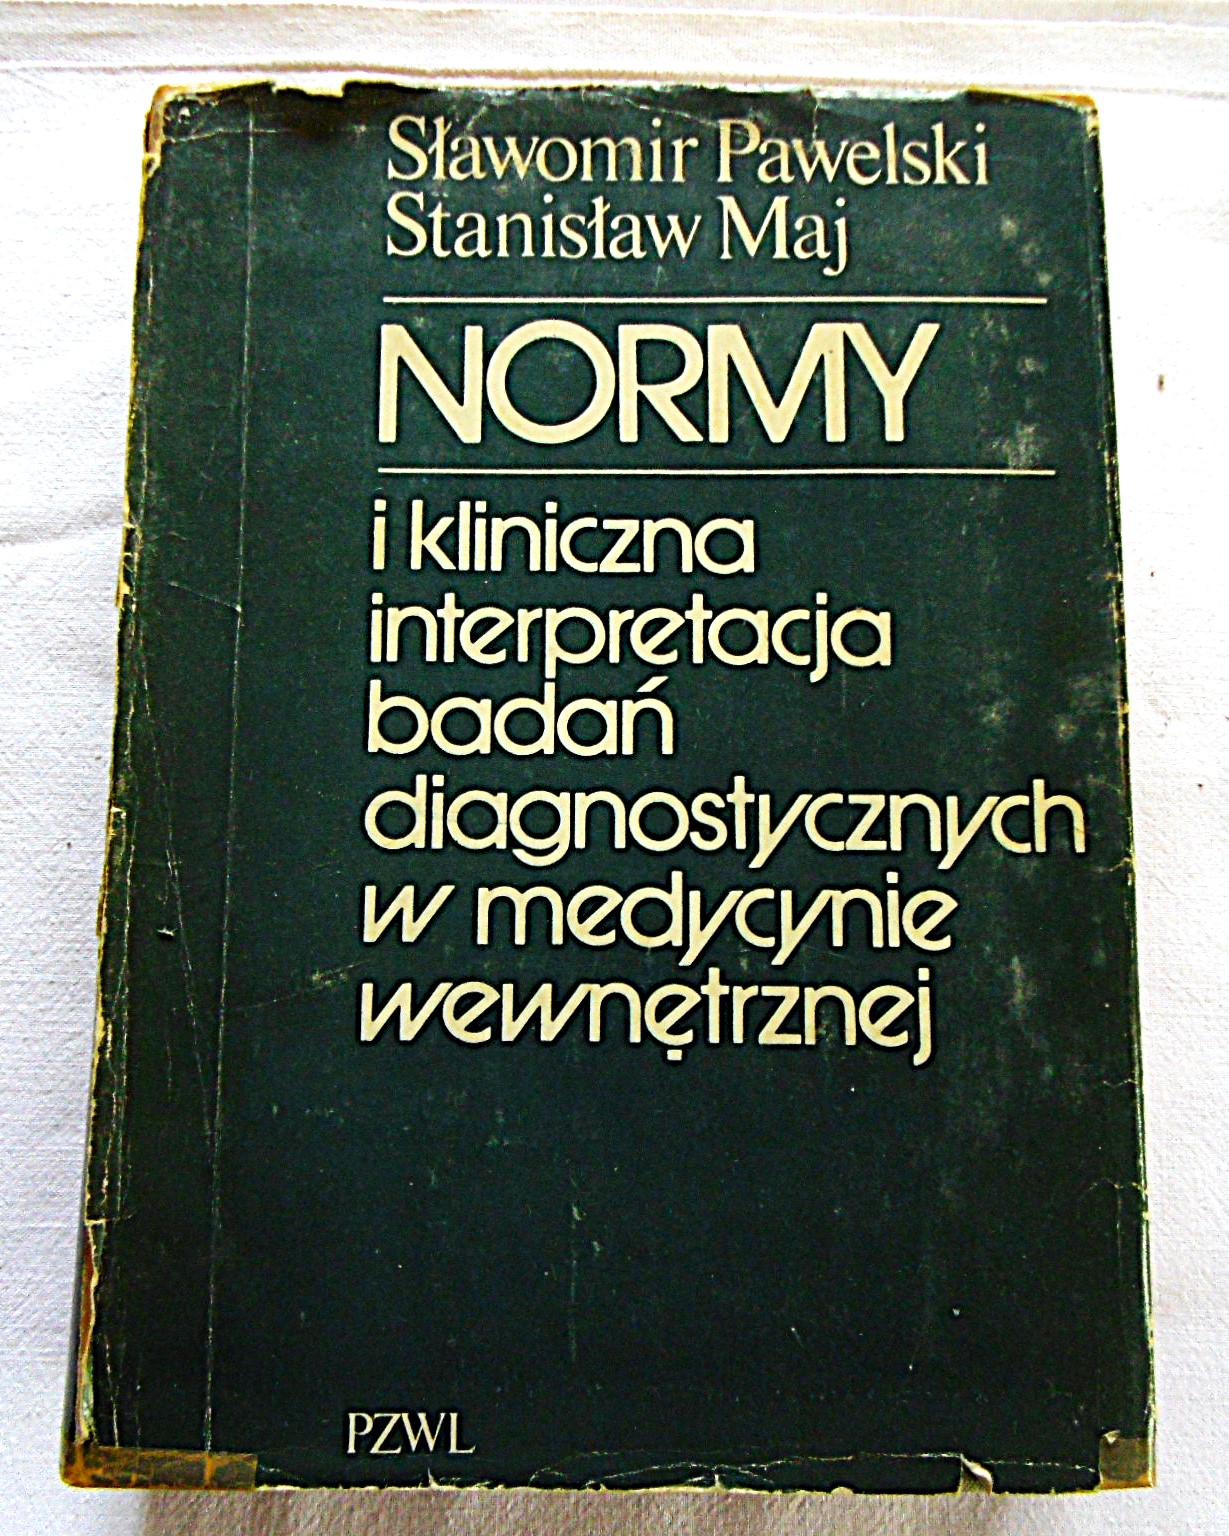 Sławomir Pawelski
Stanisław Maj
NORMY
i kliniczna
interpretacja
badań
diagnostycznych
w medycynie
wewnętrznej
PZWL